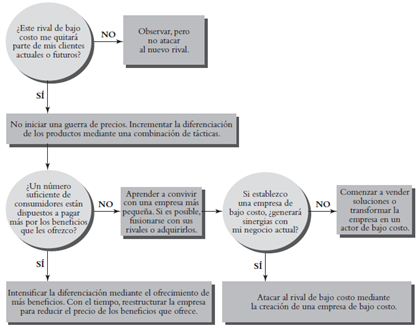 ¿Este rival de bajo
costo me quitará
parte de mis clientes
actuales o futuros?
NO
Observar, pero
no atacar
al nuevo rival.
SÍ
No iniciar una guerra de precios. Incrementar la diferenciación
de los productos mediante una combinación de tácticas.
¿Un número
suficiente de
consumidores están
dispuestos a pagar
más por los beneficios
que les ofrezco?
NO
Aprender a convivir
con una empresa más
pequeña. Si es posible,
fusionarse con sus
rivales o adquirirlos.
Si establezco
una empresa de
bajo costo, ¿generará
sinergias con
mi negocio actual?
NO
Comenzar a vender
soluciones o
transformar la
empresa en un
actor de bajo costo.
SÍ
SÍ
Intensificar la diferenciación mediante el ofrecimiento de
más beneficios. Con el tiempo, reestructurar la empresa
para reducir el precio de los beneficios que ofrece.
Atacar al rival de bajo costo mediante
la creación de una empresa de bajo costo.